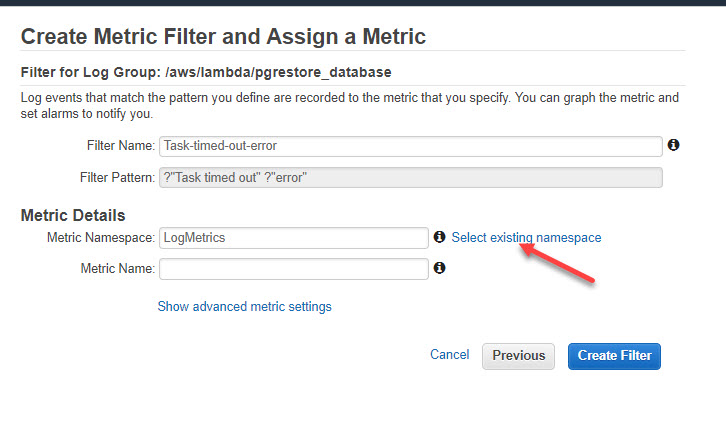 Create Metric Filter and Assign a Metric
Filter for Log Group: /aws/lambda/pgrestore_database
Log events that match the pattern you define are recorded to the metric that you specify. You can graph the metric and
set alarms to notify you.
Filter Name: Task-timed-out-error
Filter Pattern: ?"Task timed out" ?"error"
Metric Details
Metric Namespace: LogMetrics Select existing namespace
Metric Name:
Show advanced metric settings
Cancel Previous Create Filter